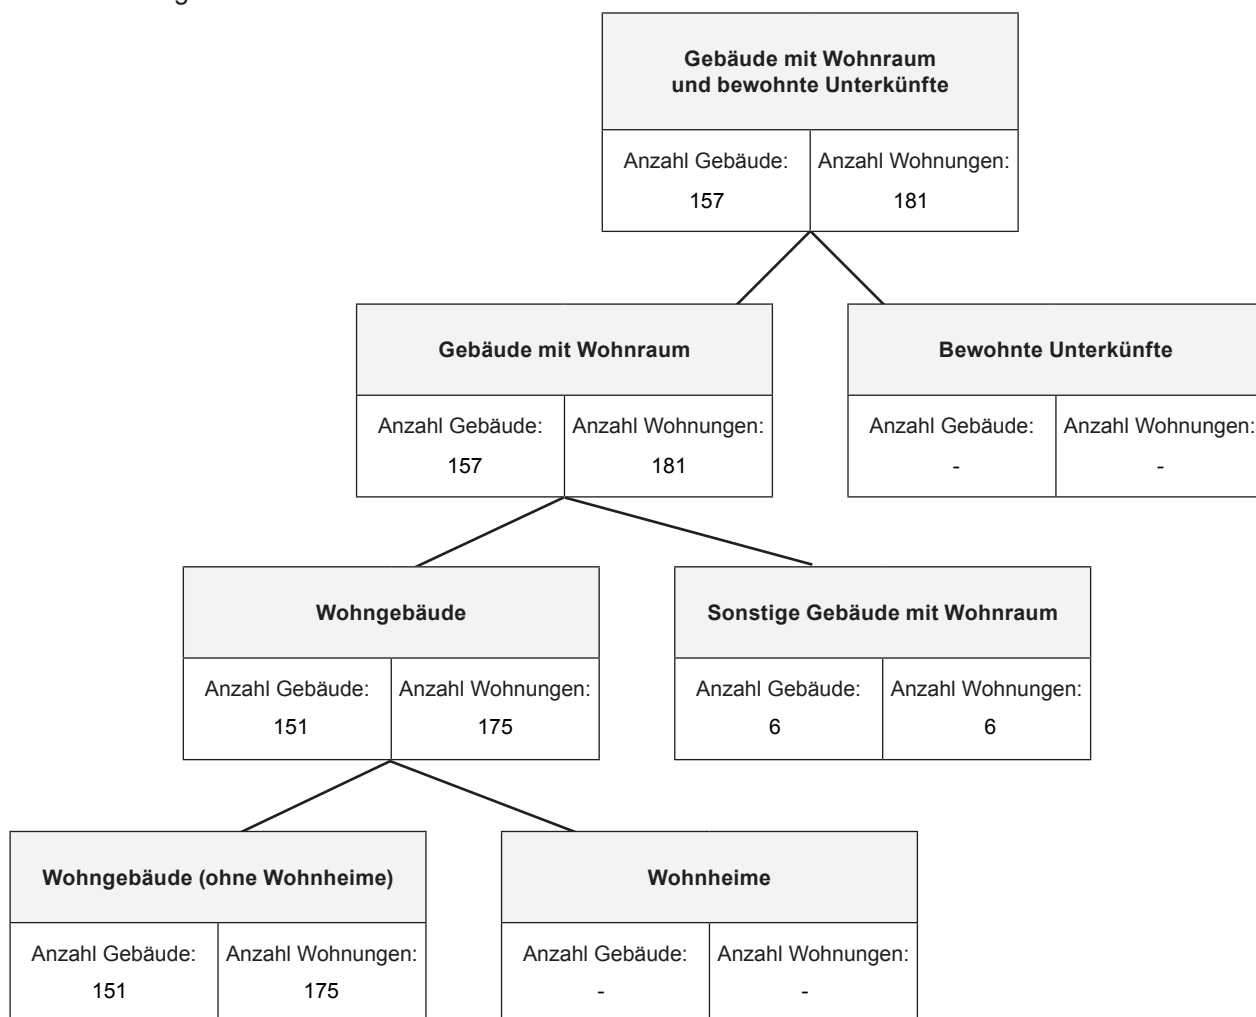 Gebäude mit Wohnraum
und bewohnte Unterkünfte
Anzahl Gebäude: Anzahl Wohnungen:
157 181
Gebäude mit Wohnraum
Bewohnte Unterkünfte
Anzahl Gebäude: Anzahl Wohnungen:
157 181
Anzahl Gebäude: Anzahl Wohnungen:
- -
Wohngebäude
Sonstige Gebäude mit Wohnraum
Anzahl Gebäude: Anzahl Wohnungen:
151 175
Anzahl Gebäude: Anzahl Wohnungen:
6 6
Wohngebäude (ohne Wohnheime)
Wohnheime
Anzahl Gebäude: Anzahl Wohnungen:
151 175
Anzahl Gebäude: Anzahl Wohnungen:
- -